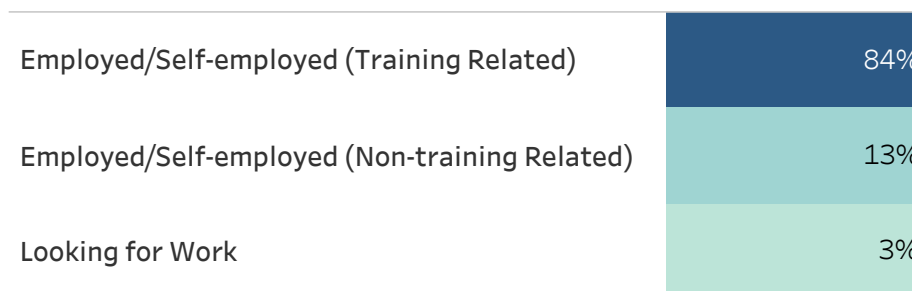 Employed/Self-employed (Training Related) 84%
Employed/Self-employed (Non-training Related) 13%
Looking for Work 3%